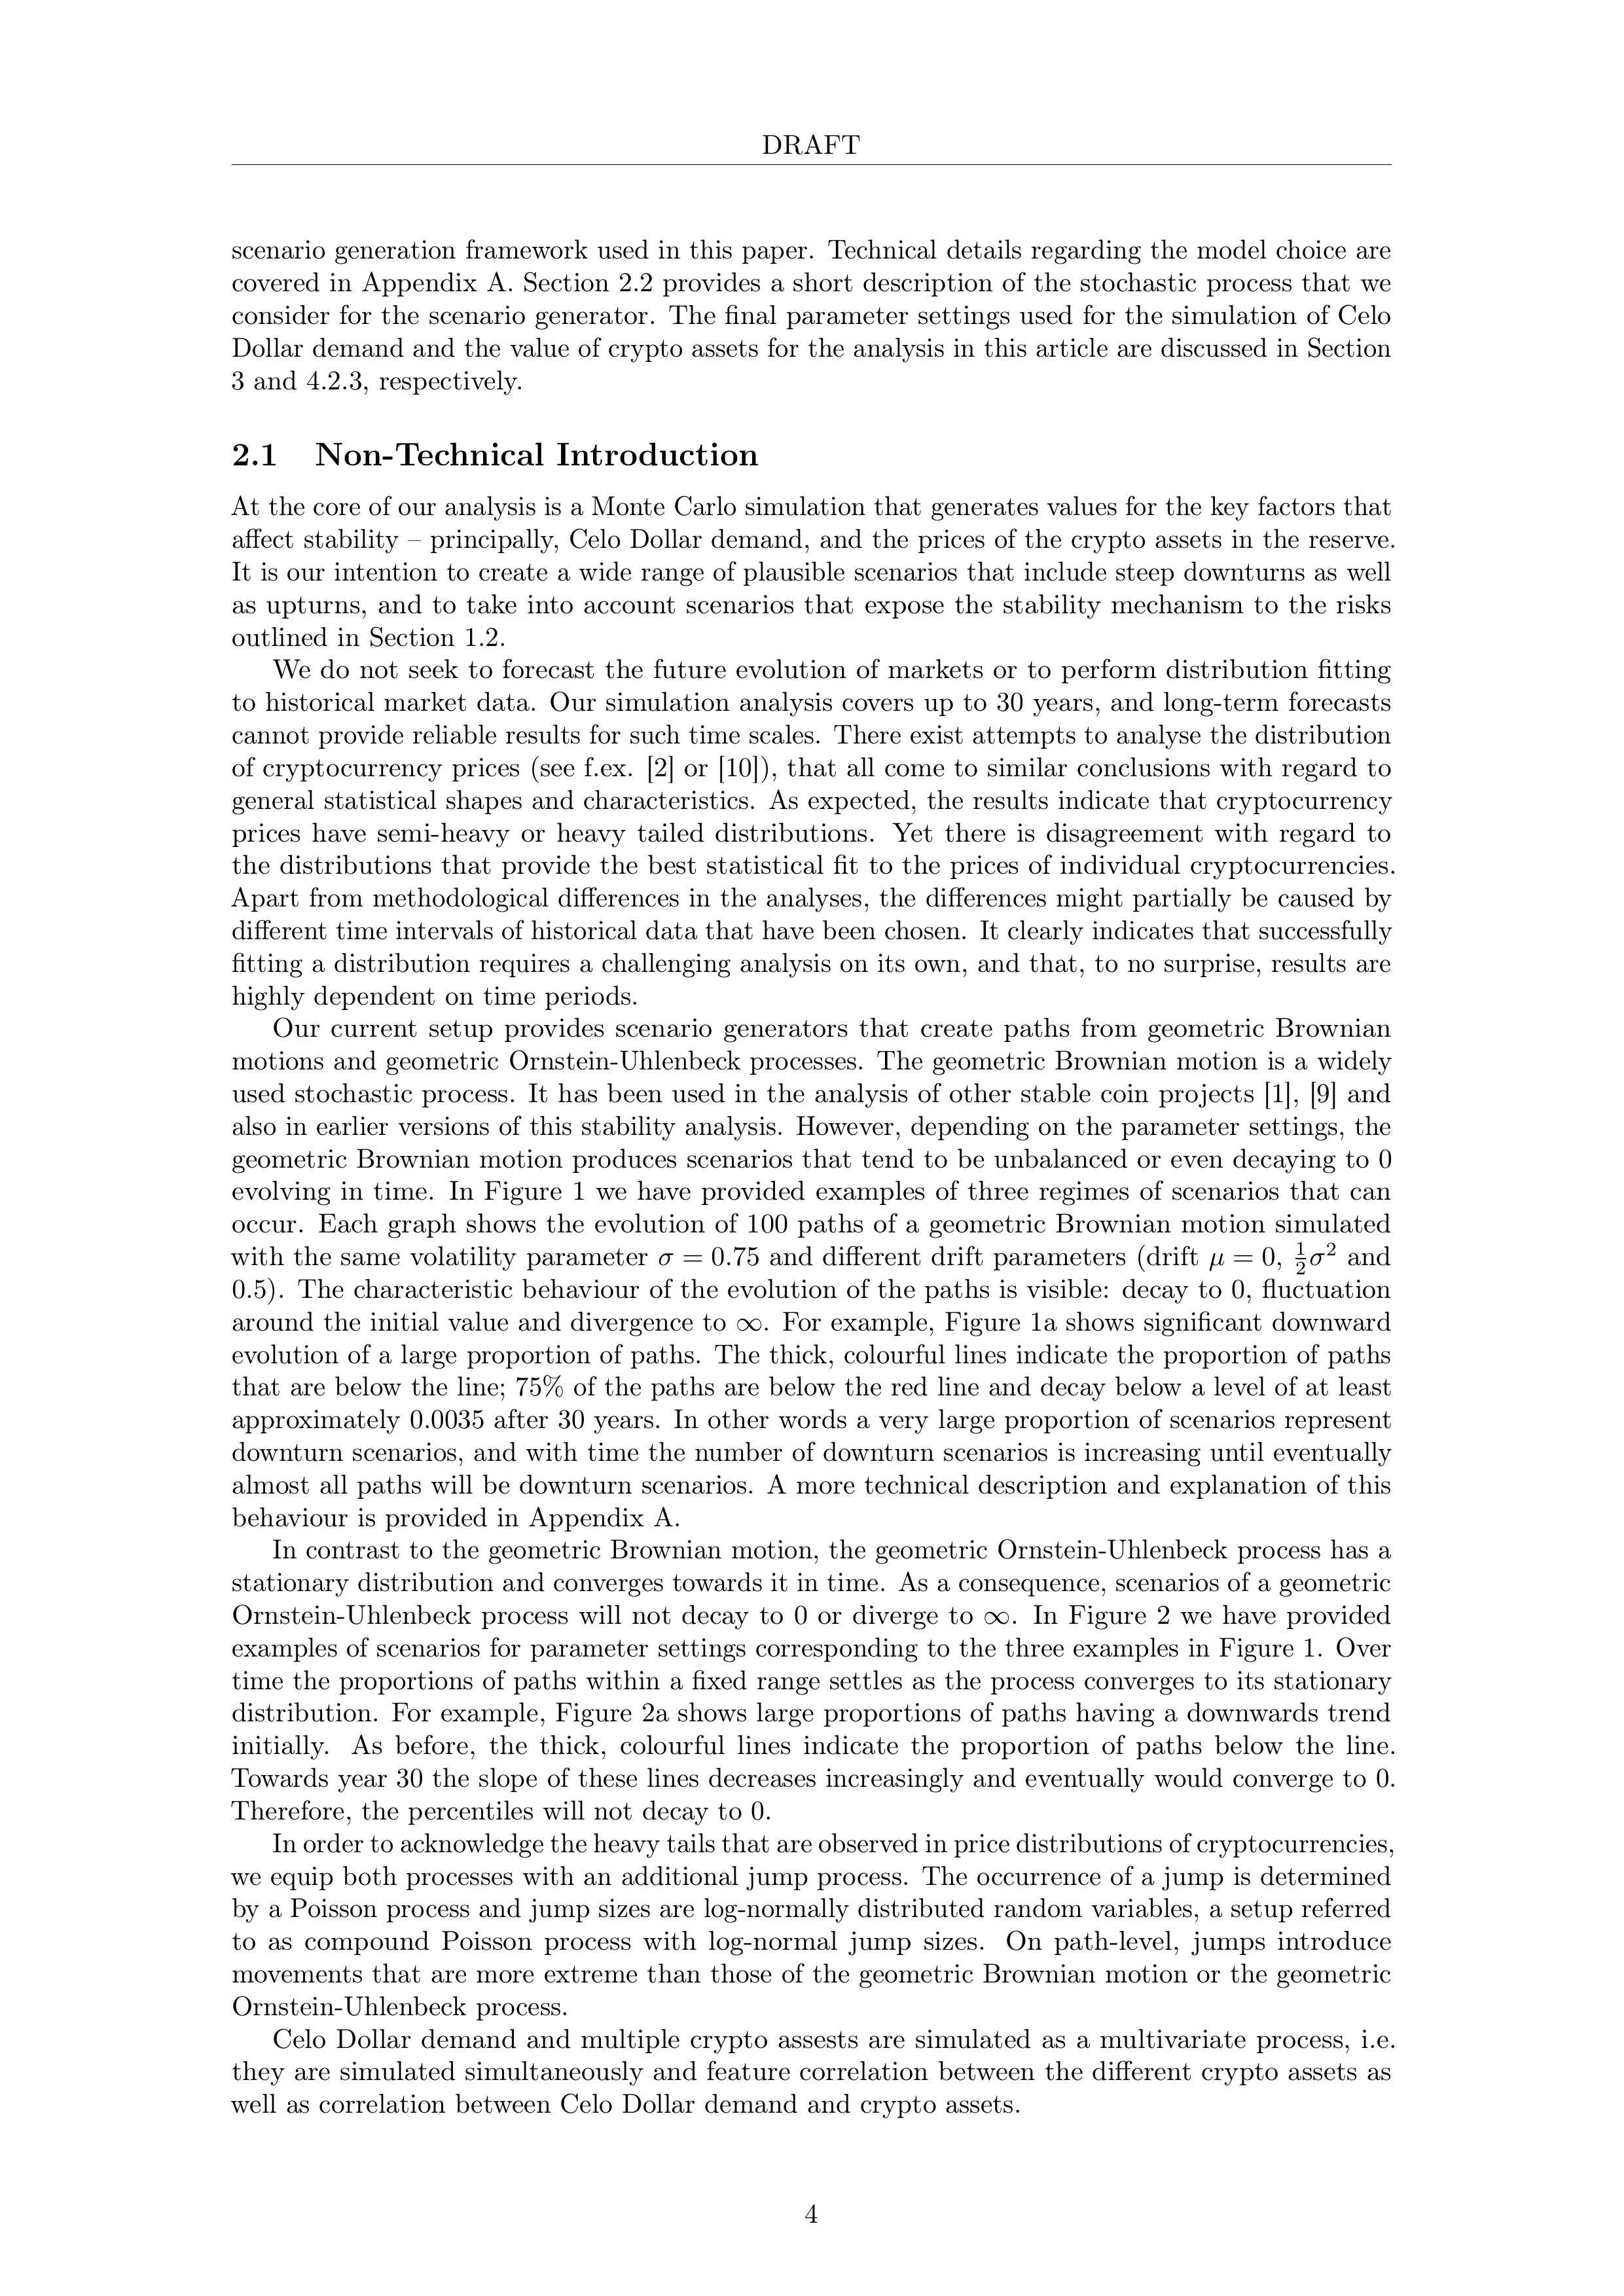 DRAFT
scenario generation framework used in this paper. Technical details regarding the model choice are
covered in Appendix A. Section 2.2 provides a short description of the stochastic process that we
consider for the scenario generator. The final parameter settings used for the simulation of Celo
Dollar demand and the value of crypto assets for the analysis in this article are discussed in Section
3 and 4.2.3, respectively.
2.1 Non-Technical Introduction
At the core of our analysis is a Monte Carlo simulation that generates values for the key factors that
affect stability – principally, Celo Dollar demand, and the prices of the crypto assets in the reserve.
It is our intention to create a wide range of plausible scenarios that include steep downturns as well
as upturns, and to take into account scenarios that expose the stability mechanism to the risks
outlined in Section 1.2.
We do not seek to forecast the future evolution of markets or to perform distribution fitting
to historical market data. Our simulation analysis covers up to 30 years, and long-term forecasts
cannot provide reliable results for such time scales. There exist attempts to analyse the distribution
of cryptocurrency prices (see f.ex. [2] or [10]), that all come to similar conclusions with regard to
general statistical shapes and characteristics. As expected, the results indicate that cryptocurrency
prices have semi-heavy or heavy tailed distributions. Yet there is disagreement with regard to
the distributions that provide the best statistical fit to the prices of individual cryptocurrencies.
Apart from methodological differences in the analyses, the differences might partially be caused by
different time intervals of historical data that have been chosen. It clearly indicates that successfully
fitting a distribution requires a challenging analysis on its own, and that, to no surprise, results are
highly dependent on time periods.
Our current setup provides scenario generators that create paths from geometric Brownian
motions and geometric Ornstein-Uhlenbeck processes. The geometric Brownian motion is a widely
used stochastic process. It has been used in the analysis of other stable coin projects [1], [9] and
also in earlier versions of this stability analysis. However, depending on the parameter settings, the
geometric Brownian motion produces scenarios that tend to be unbalanced or even decaying to 0
evolving in time. In Figure 1 we have provided examples of three regimes of scenarios that can
occur. Each graph shows the evolution of 100 paths of a geometric Brownian motion simulated
with the same volatility parameter σ = 0.75 and different drift parameters (drift μ = 0, ½σ² and
0.5). The characteristic behaviour of the evolution of the paths is visible: decay to 0, fluctuation
around the initial value and divergence to ∞. For example, Figure 1a shows significant downward
evolution of a large proportion of paths. The thick, colourful lines indicate the proportion of paths
that are below the line; 75% of the paths are below the red line and decay below a level of at least
approximately 0.0035 after 30 years. In other words a very large proportion of scenarios represent
downturn scenarios, and with time the number of downturn scenarios is increasing until eventually
almost all paths will be downturn scenarios. A more technical description and explanation of this
behaviour is provided in Appendix A.
In contrast to the geometric Brownian motion, the geometric Ornstein-Uhlenbeck process has a
stationary distribution and converges towards it in time. As a consequence, scenarios of a geometric
Ornstein-Uhlenbeck process will not decay to 0 or diverge to ∞. In Figure 2 we have provided
examples of scenarios for parameter settings corresponding to the three examples in Figure 1. Over
time the proportions of paths within a fixed range settles as the process converges to its stationary
distribution. For example, Figure 2a shows large proportions of paths having a downwards trend
initially. As before, the thick, colourful lines indicate the proportion of paths below the line.
Towards year 30 the slope of these lines decreases increasingly and eventually would converge to 0.
Therefore, the percentiles will not decay to 0.
In order to acknowledge the heavy tails that are observed in price distributions of cryptocurrencies,
we equip both processes with an additional jump process. The occurrence of a jump is determined
by a Poisson process and jump sizes are log-normally distributed random variables, a setup referred
to as compound Poisson process with log-normal jump sizes. On path-level, jumps introduce
movements that are more extreme than those of the geometric Brownian motion or the geometric
Ornstein-Uhlenbeck process.
Celo Dollar demand and multiple crypto assests are simulated as a multivariate process, i.e.
they are simulated simultaneously and feature correlation between the different crypto assets as
well as correlation between Celo Dollar demand and crypto assets.
4